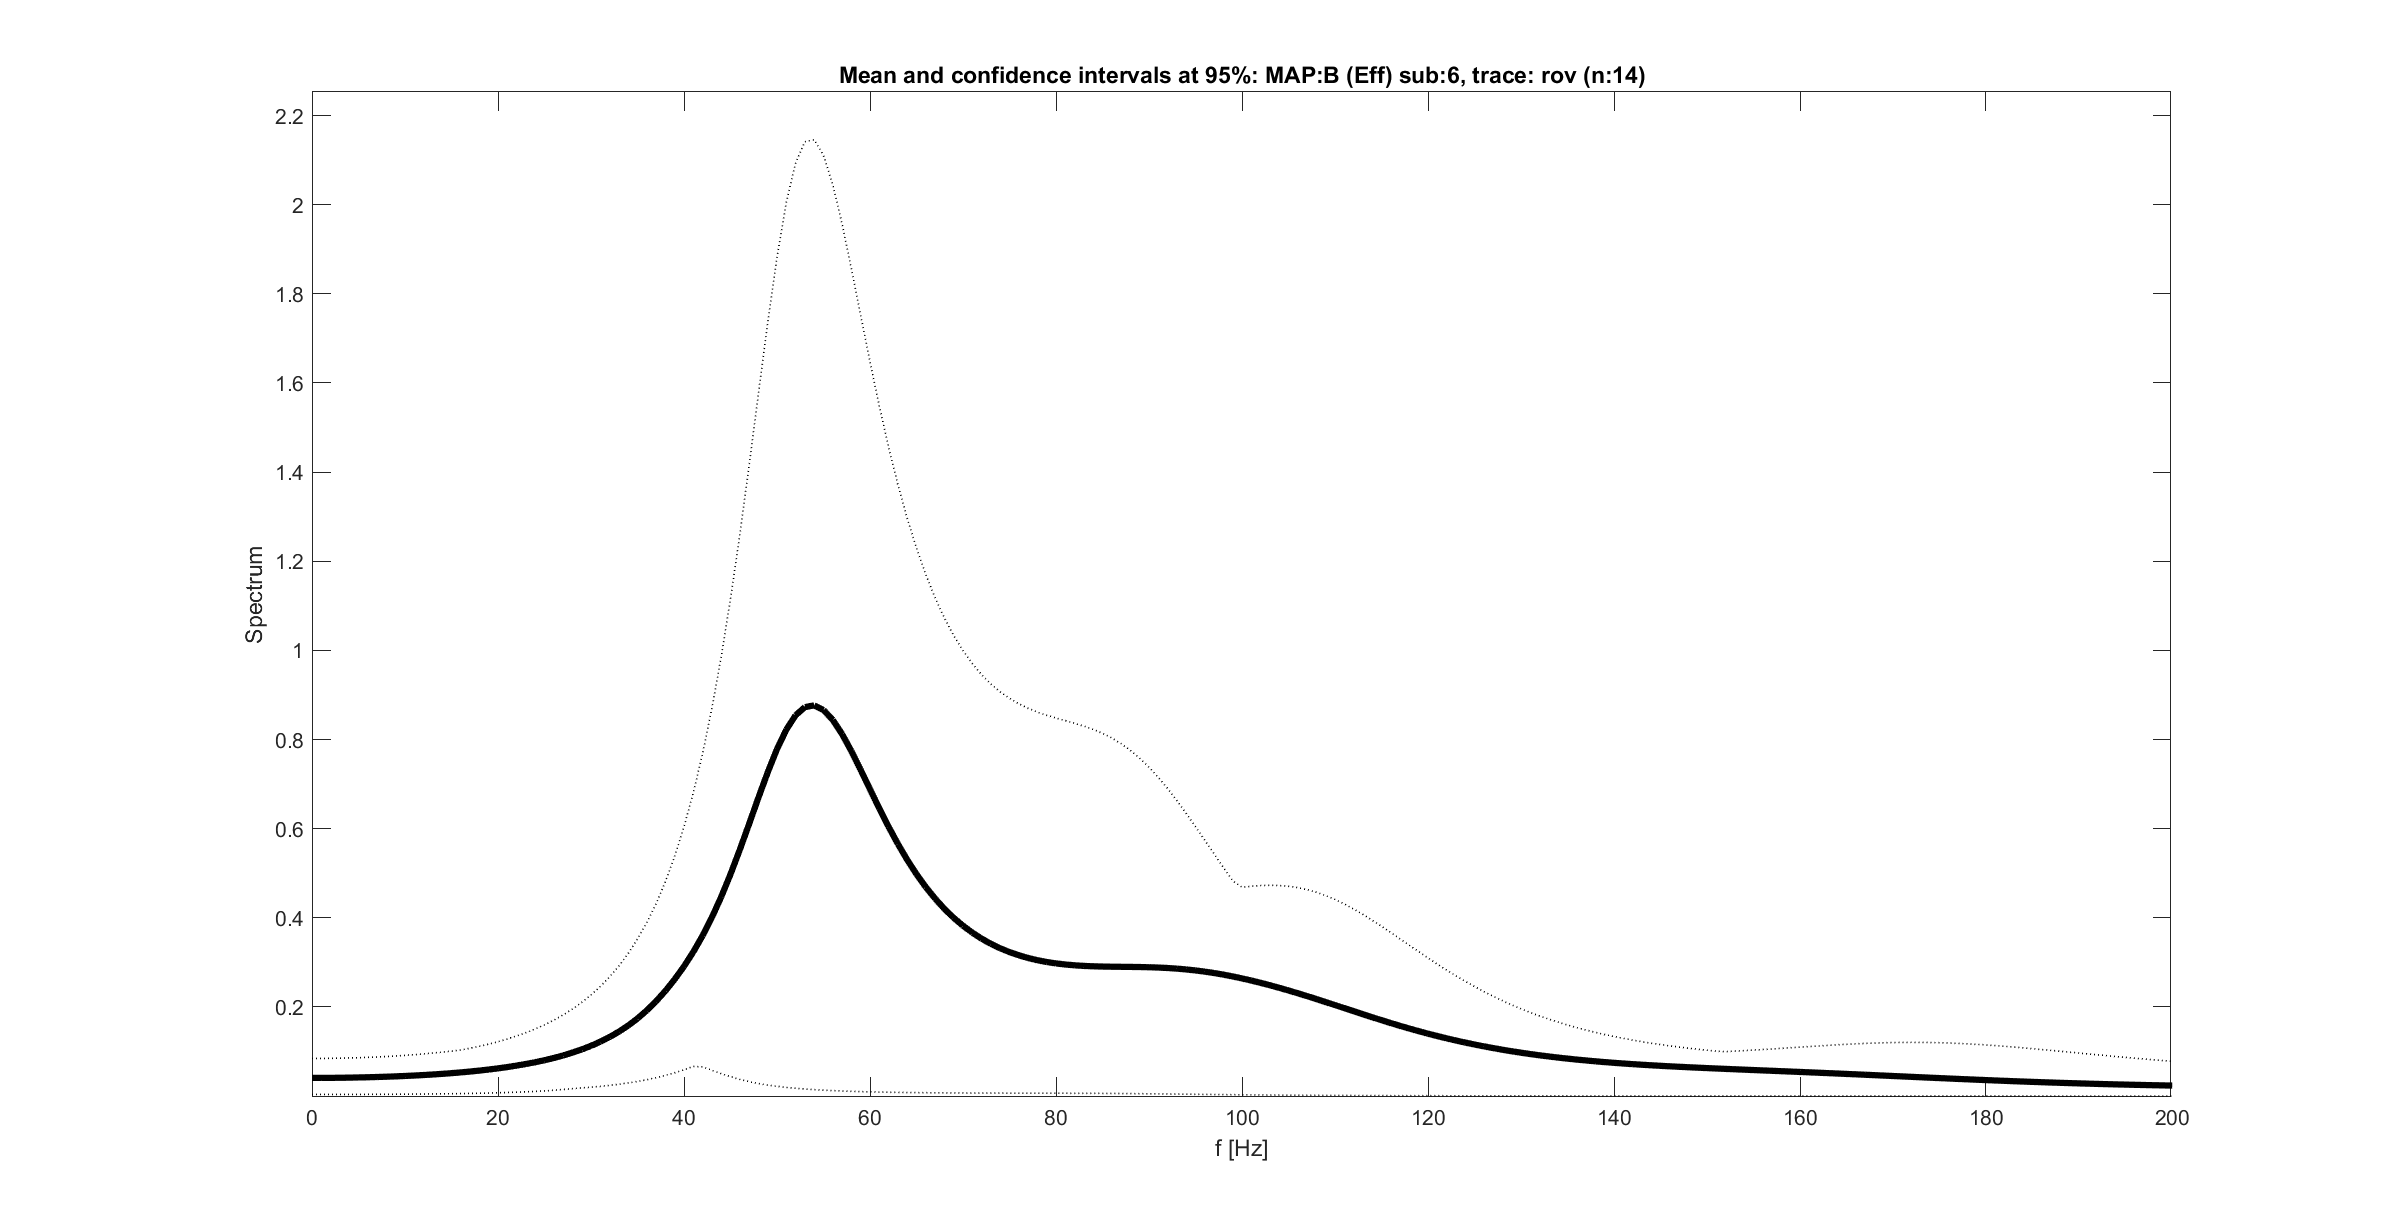 Mean and confidence intervals at 95%: MAP:B (Eff) sub:6, trace: rov (n:14)
2.2
2
1.8
1.6
1.4
1.2
1
0.8
0.6
0.4
0.2
Spectrum
0 20 40 60 80 100 120 140 160 180 200
f [Hz]